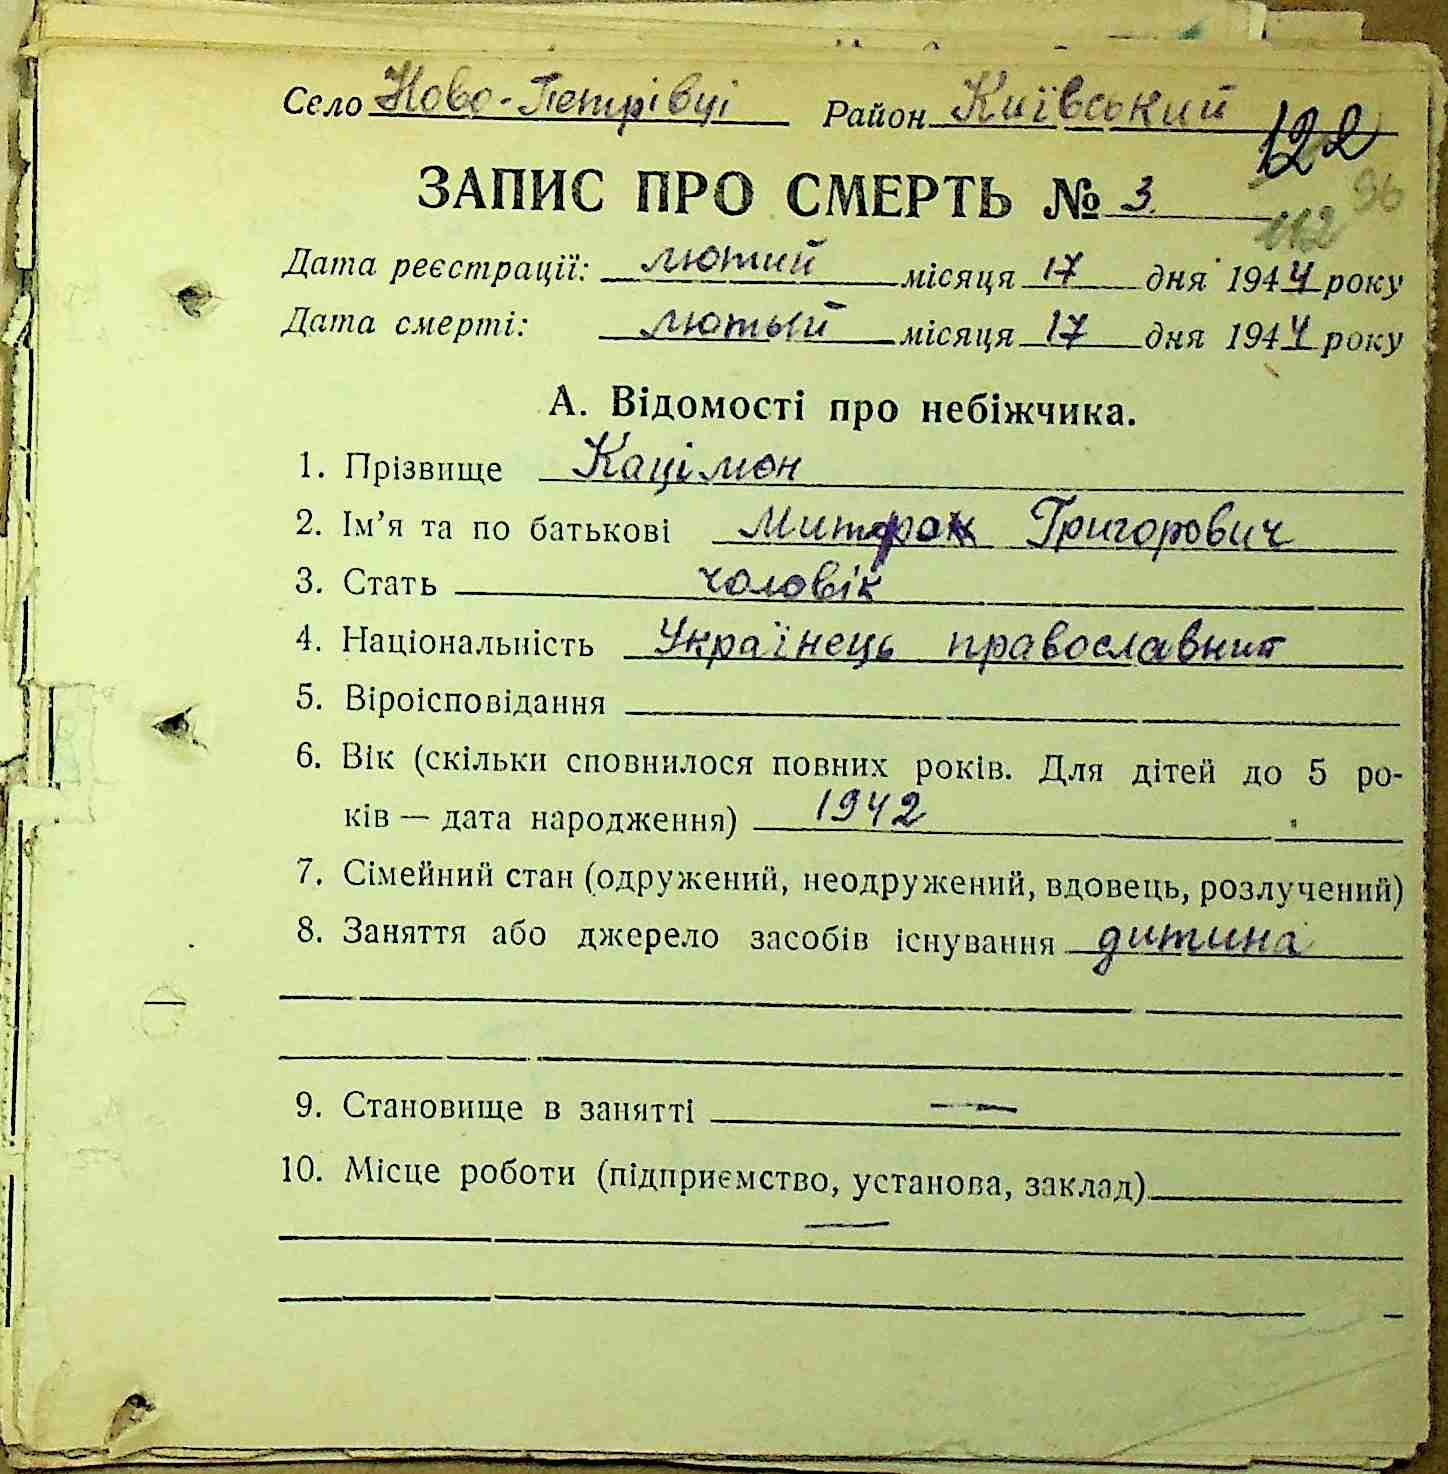 Село Ново-Петрівці Район Київський
122
ЗАПИС ПРО СМЕРТЬ № 3
96
112
Дата реєстрації: лютий місяця 17 дня 1944 року
Дата смерті: лютый місяця 17 дня 1944 року
А. Відомості про небіжчика.
1. Прізвище Кацімон
2. Ім’я та по батькові Григорович
3. Стать чоловік
4. Національність Українець православний
5. Віроісповідання
6. Вік (скільки сповнилося повних років. Для дітей до 5 ро-
ків — дата народження) 1942
7. Сімейний стан (одружений, неодружений, вдовець, розлучений)
8. Заняття або джерело засобів існування дитина
9. Становище в занятті —
10. Місце роботи (підприємство, установа, заклад)
—